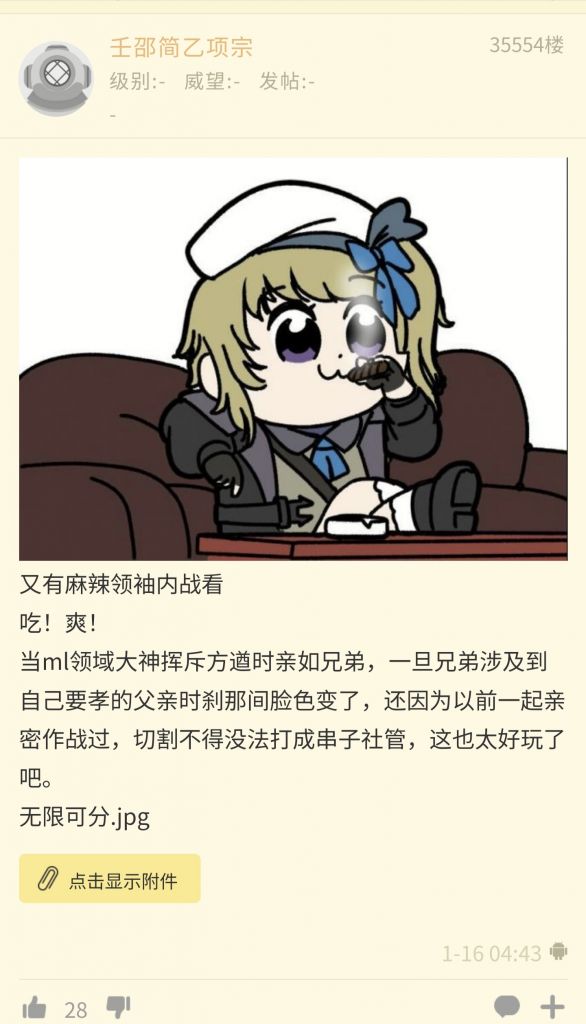 壬邵简乙项宗
35554楼
级别:- 威望:- 发帖:-
-
又有麻辣领袖内战看
吃！爽！
当ml领域大神挥斥方遒时亲如兄弟，一旦兄弟涉及到
自己要孝的父亲时刹那间脸色变了，还因为以前一起亲
密作战过，切割不得没法打成串子社管，这也太好玩了
吧。
无限可分.jpg
点击显示附件
1-16 04:43
28